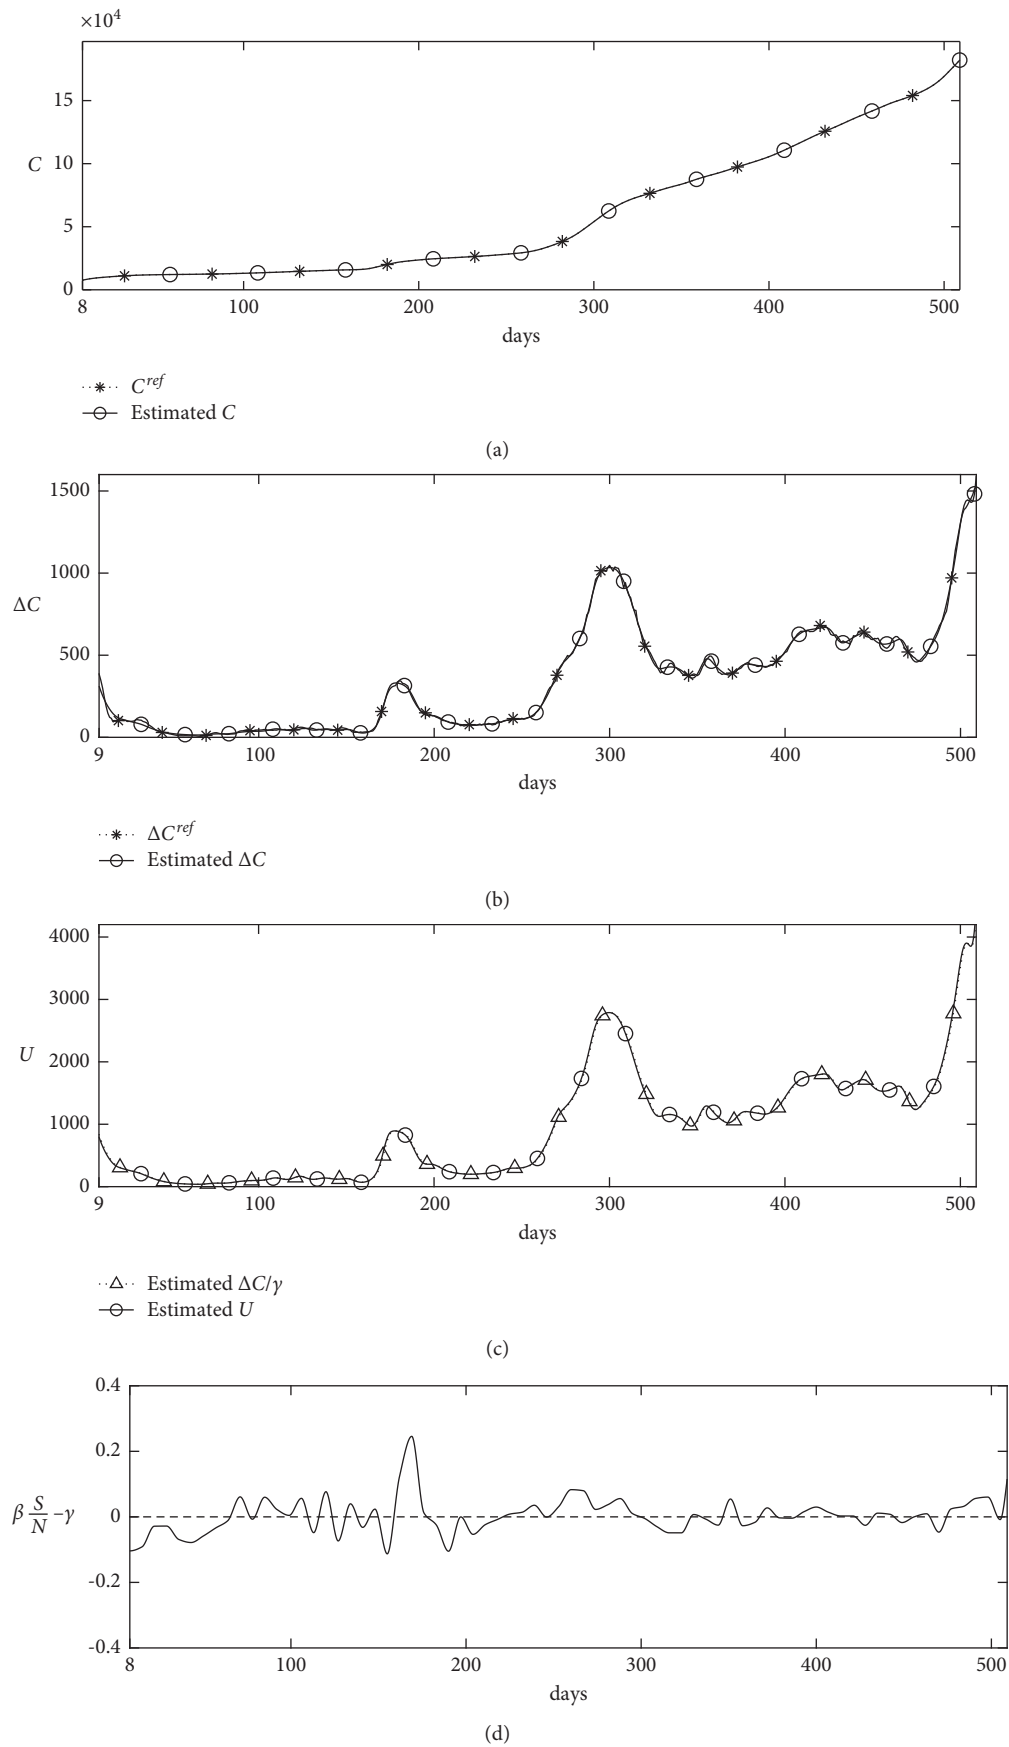 ×10⁴
15
C 10
5
0
8 100 200 300 400 500
days
C^ref
Estimated C
(a)
1500
1000
ΔC
500
0
9 100 200 300 400 500
days
ΔC^ref
Estimated ΔC
(b)
4000
3000
U
2000
1000
0
9 100 200 300 400 500
days
Estimated ΔC/γ
Estimated U
(c)
0.4
0.2
β S/N –γ 0
-0.2
-0.4
8 100 200 300 400 500
days
(d)